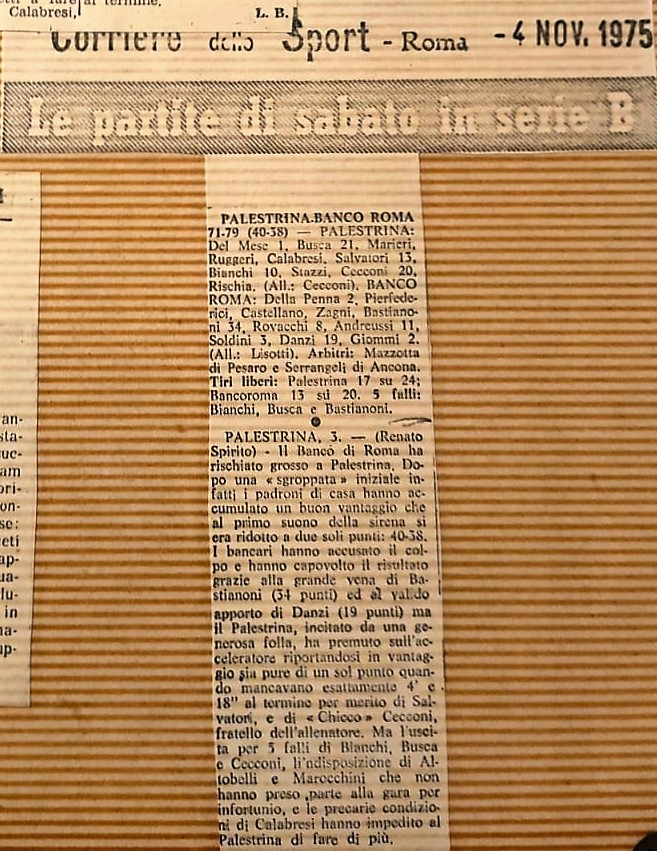 Calabresi,
L. B.
Corriere dello Sport - Roma - 4 NOV. 1975
Le partite di sabato in serie B
PALESTRINA-BANCO ROMA
71-79 (40-38) — PALESTRINA:
Del Mese 1, Busca 21, Marieri,
Ruggeri, Calabresi, Salvatori 13,
Bianchi 10, Stazzi, Cecconi 20,
Rischia. (All.: Cecconi). BANCO
ROMA: Della Penna 2, Pierfede-
rici, Castellano, Zagni, Bastiano-
ni 34, Rovacchi 8, Andreussi 11,
Soldini 3, Danzi 19, Giommi 2.
(All.: Lisotti). Arbitri: Mazzotta
di Pesaro e Serrangeli di Ancona.
Tiri liberi: Palestrina 17 su 24;
Bancoroma 13 su 20. 5 falli:
Bianchi, Busca e Bastianoni.
PALESTRINA, 3. — (Renato
Spirito) - Il Banco di Roma ha
rischiato grosso a Palestrina. Do-
po una « sgroppata » iniziale in-
fatti i padroni di casa hanno ac-
cumulato un buon vantaggio che
al primo suono della sirena si
era ridotto a due soli punti: 40-38.
I bancari hanno accusato il col-
po e hanno capovolto il risultato
grazie alla grande vena di Ba-
stianoni (34 punti) ed al valido
apporto di Danzi (19 punti) ma
il Palestrina, incitato da una ge-
nerosa folla, ha premuto sull'ac-
celeratore riportandosi in vantag-
gio sia pure di un sol punto quan-
do mancavano esattamente 4' e
18" al termine per merito di Sal-
vatori, e di « Chicco » Cecconi,
fratello dell'allenatore. Ma l'usci-
ta per 5 falli di Bianchi, Busca
e Cecconi, l'indisposizione di Al-
tobelli e Marocchini che non
hanno preso parte alla gara per
infortunio, e le precarie condizio-
ni di Calabresi hanno impedito al
Palestrina di fare di più.